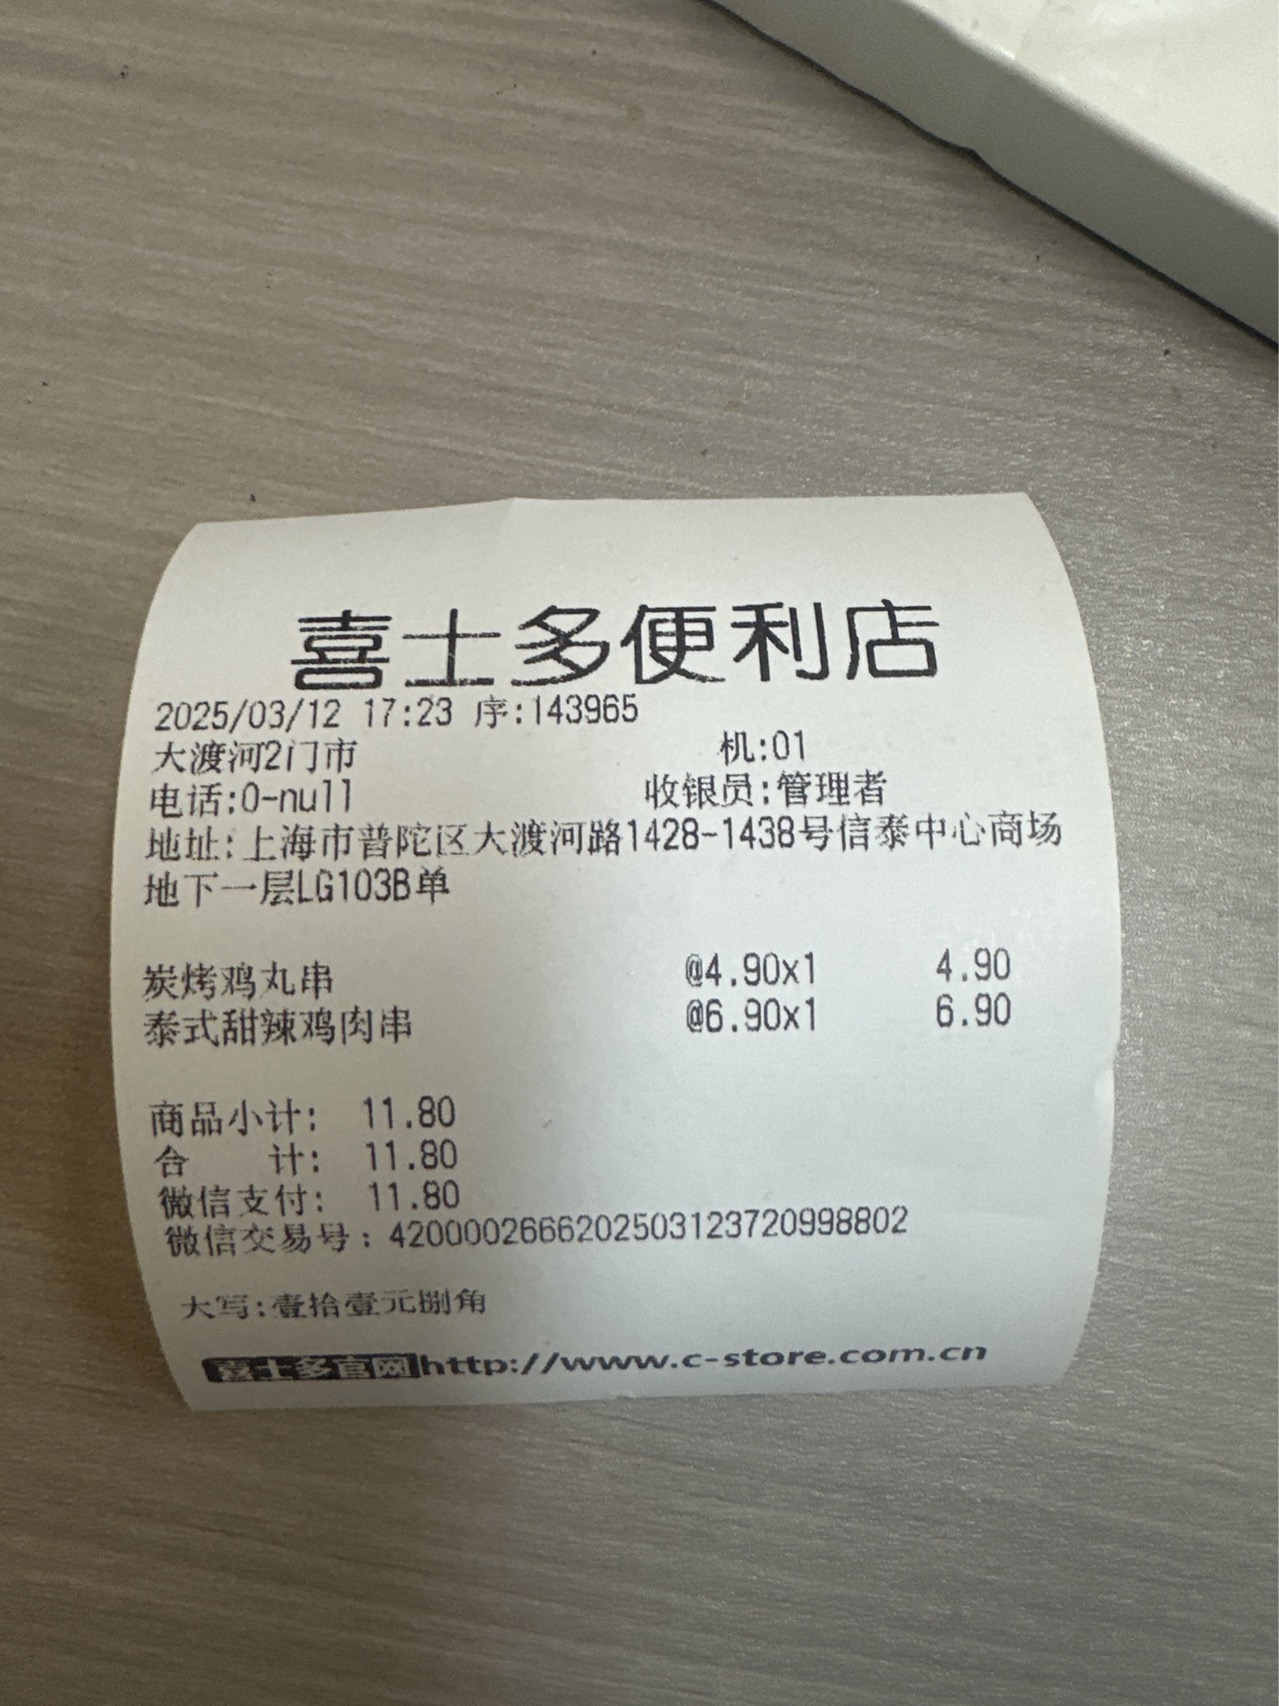 喜士多便利店
2025/03/12 17:23 序:143965
大渡河2门市 机:01
电话:0-null 收银员:管理者
地址:上海市普陀区大渡河路1428-1438号信泰中心商场
地下一层LG103B单
炭烤鸡丸串 @4.90x1 4.90
泰式甜辣鸡肉串 @6.90x1 6.90
商品小计: 11.80
合 计: 11.80
微信支付: 11.80
微信交易号: 4200002666202503123720998802
大写:壹拾壹元捌角
喜士多官网http://www.c-store.com.cn